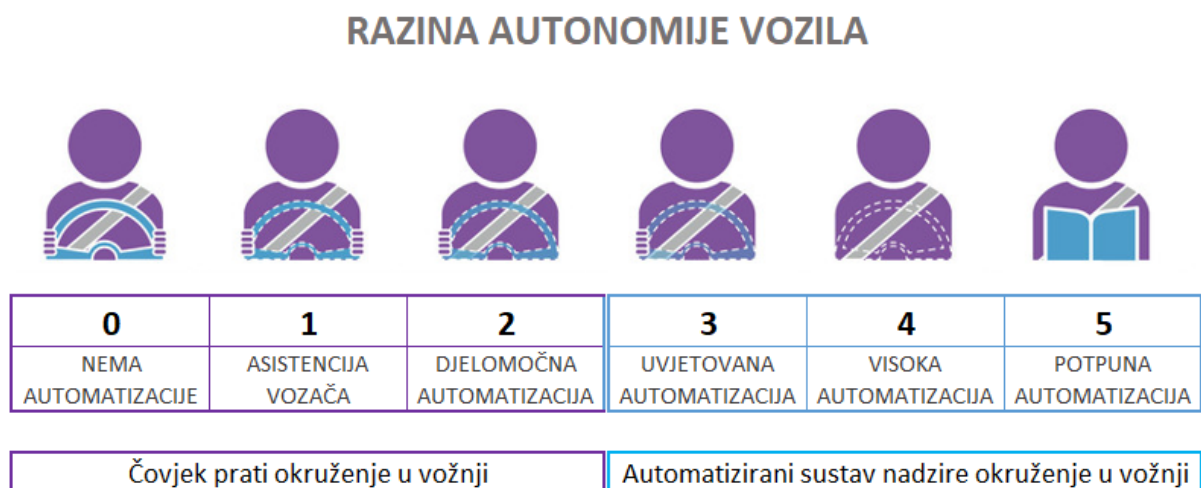 RAZINA AUTONOMIJE VOZILA
0
NEMA
AUTOMATIZACIJE
1
ASISTENCIJA
VOZAČA
2
DJELOMOČNA
AUTOMATIZACIJA
3
UVJETOVANA
AUTOMATIZACIJA
4
VISOKA
AUTOMATIZACIJA
5
POTPUNA
AUTOMATIZACIJA
Čovjek prati okruženje u vožnji
Automatizirani sustav nadzire okruženje u vožnji